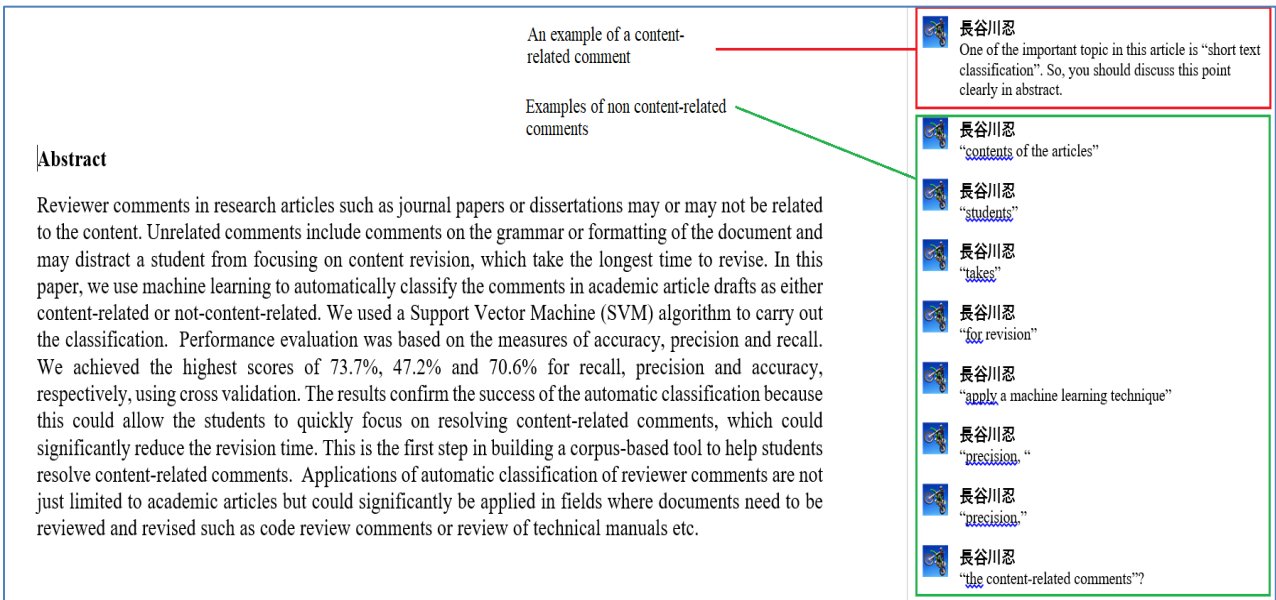 An example of a content-
related comment
Examples of non content-related
comments
Abstract
Reviewer comments in research articles such as journal papers or dissertations may or may not be related
to the content. Unrelated comments include comments on the grammar or formatting of the document and
may distract a student from focusing on content revision, which take the longest time to revise. In this
paper, we use machine learning to automatically classify the comments in academic article drafts as either
content-related or not-content-related. We used a Support Vector Machine (SVM) algorithm to carry out
the classification.  Performance evaluation was based on the measures of accuracy, precision and recall.
We achieved the highest scores of 73.7%, 47.2% and 70.6% for recall, precision and accuracy,
respectively, using cross validation. The results confirm the success of the automatic classification because
this could allow the students to quickly focus on resolving content-related comments, which could
significantly reduce the revision time. This is the first step in building a corpus-based tool to help students
resolve content-related comments.  Applications of automatic classification of reviewer comments are not
just limited to academic articles but could significantly be applied in fields where documents need to be
reviewed and revised such as code review comments or review of technical manuals etc.
長谷川忍
One of the important topic in this article is “short text
classification”. So, you should discuss this point
clearly in abstract.
長谷川忍
“contents of the articles”
長谷川忍
“students”
長谷川忍
“takes”
長谷川忍
“for revision”
長谷川忍
“apply a machine learning technique”
長谷川忍
“precision, “
長谷川忍
“precision,”
長谷川忍
“the content-related comments”?